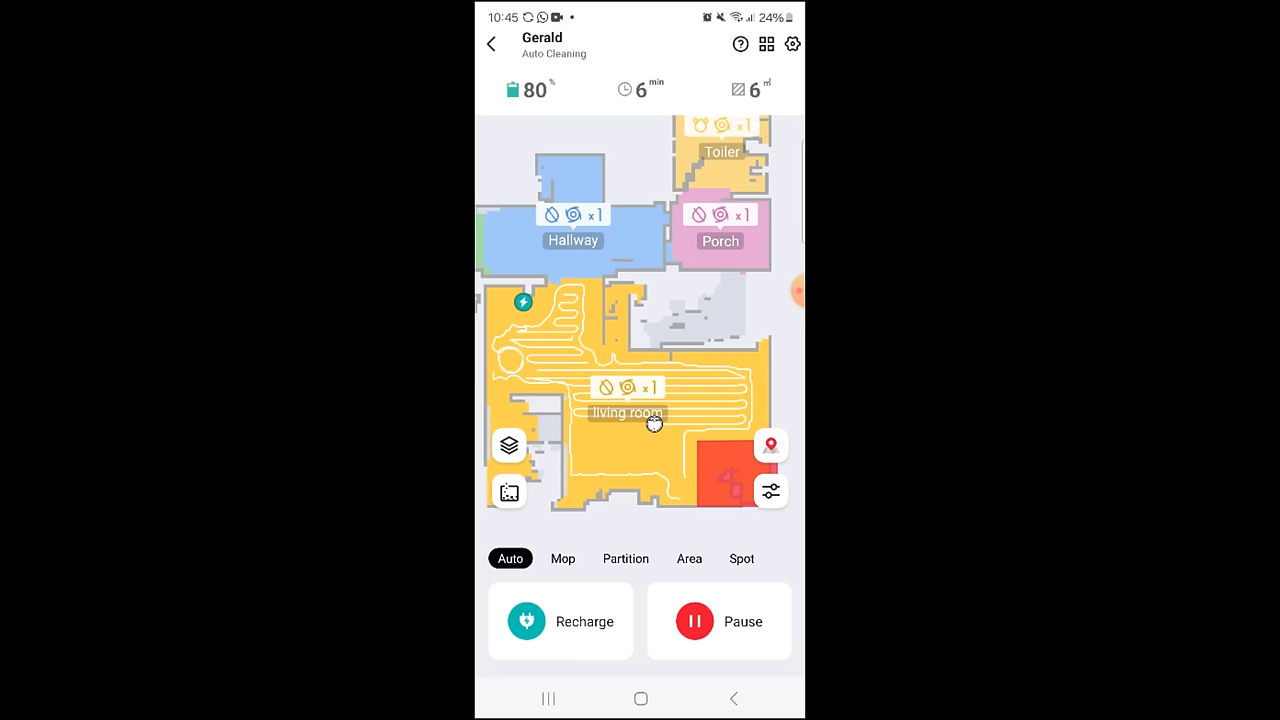 10:45 24%
Gerald
Auto Cleaning
80 % 6 min 6 ㎡
x1
Toiler
x1 x1
Hallway Porch
x1
living room
Auto Mop Partition Area Spot
Recharge Pause